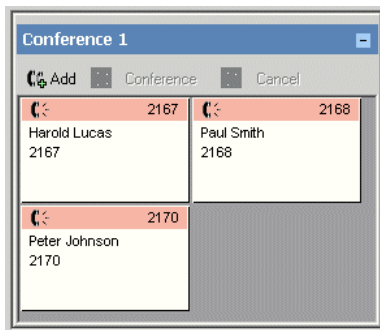 Conference 1
Add Conference Cancel
2167 2168
Harold Lucas Paul Smith
2167 2168
2170
Peter Johnson
2170